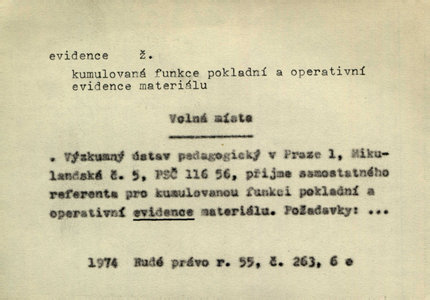 evidence ž.
kumulovaná funkce pokladní a operativní
evidence materiálu
Volná místa
. Výzkumný ústav pedagogický v Praze 1, Miku-
landská č. 5, PSČ 116 56, přijme samostatného
referenta pro kumulovanou funkci pokladní a
operativní evidence materiálu. Požadavky: ...
1974 Rudé právo r. 55, č. 263, 6 e